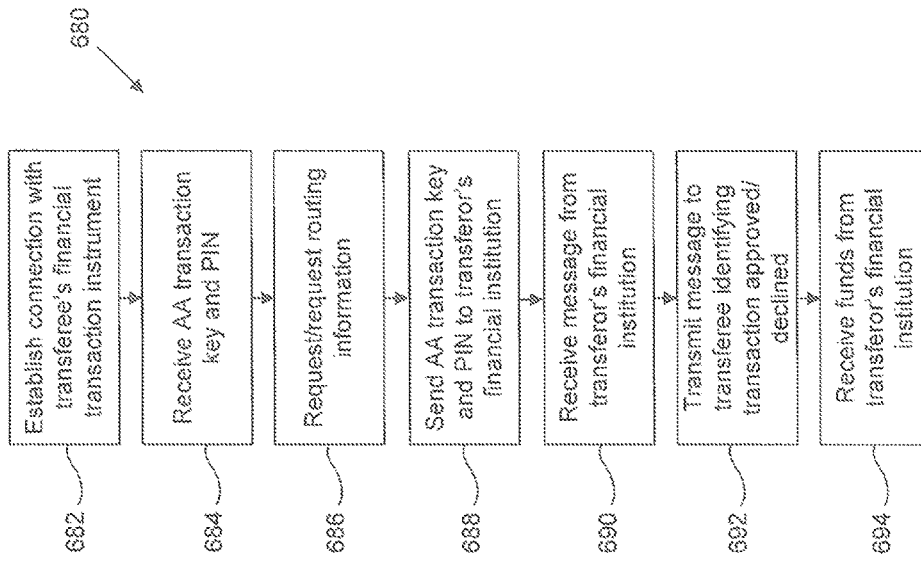 680
682
Establish connection with
transferee's financial
transaction instrument
684
Receive AA transaction
key and PIN
686
Request/request routing
information
688
Send AA transaction key
and PIN to transferor's
financial institution
690
Receive message from
transferor's financial
institution
692
Transmit message to
transferee identifying
transaction approved/
declined
694
Receive funds from
transferor's financial
institution